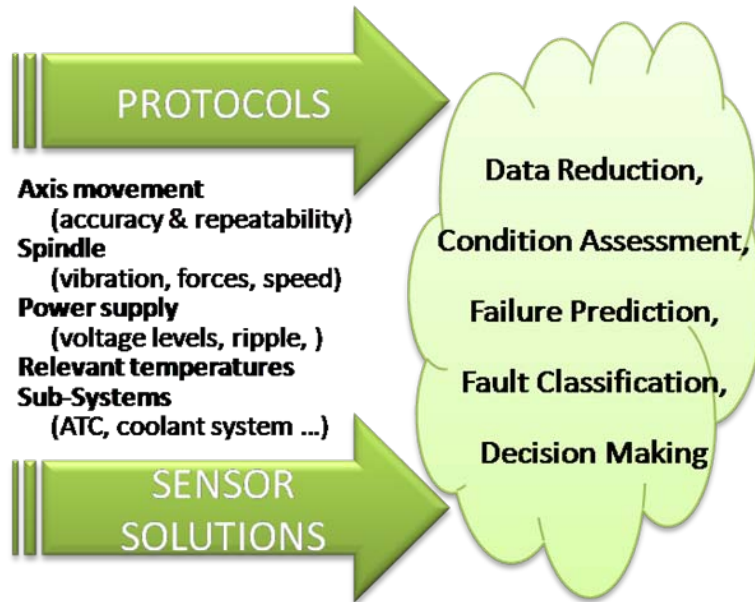 PROTOCOLS
Axis movement
(accuracy & repeatability)
Spindle
(vibration, forces, speed)
Power supply
(voltage levels, ripple, )
Relevant temperatures
Sub-Systems
(ATC, coolant system ...)
SENSOR
SOLUTIONS
Data Reduction,
Condition Assessment,
Failure Prediction,
Fault Classification,
Decision Making